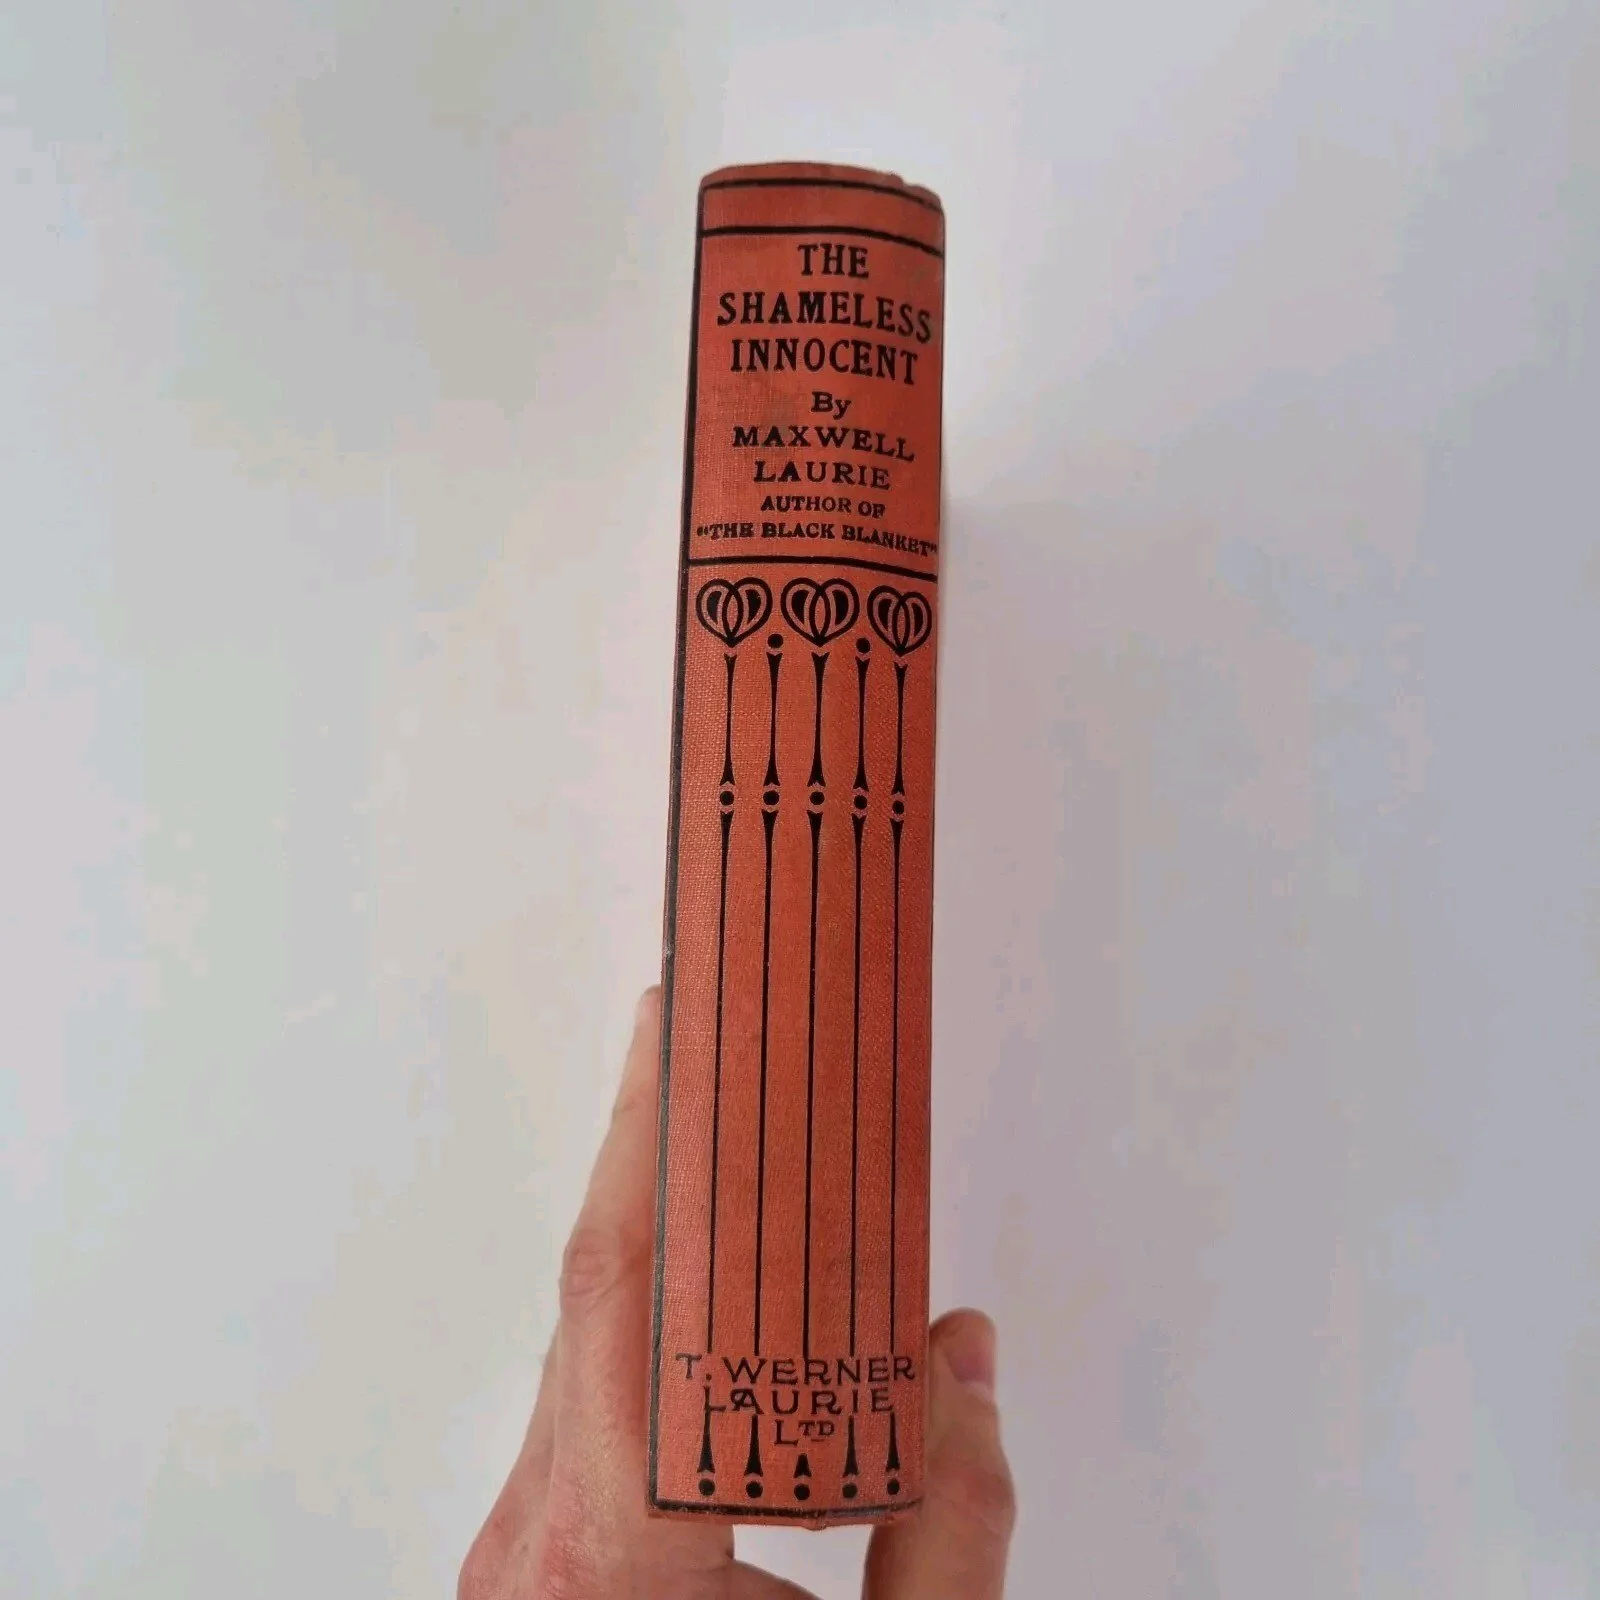 THE
SHAMELESS
INNOCENT
By
MAXWELL
LAURIE
AUTHOR OF
"THE BLACK BLANKET"
T. WERNER
LAURIE
LTD